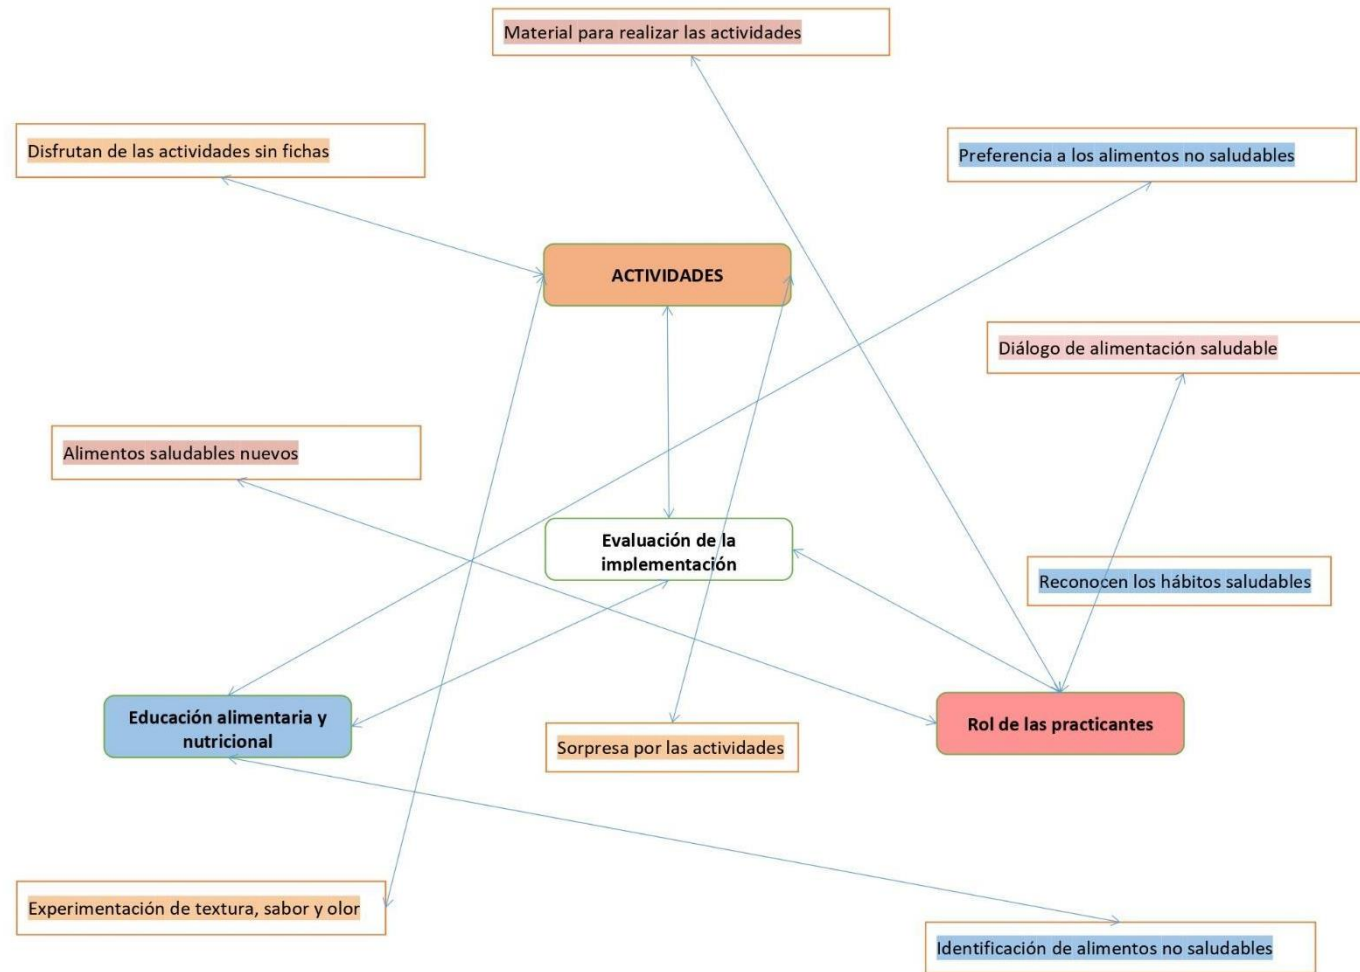 Material para realizar las actividades
Disfrutan de las actividades sin fichas
Preferencia a los alimentos no saludables
ACTIVIDADES
Diálogo de alimentación saludable
Alimentos saludables nuevos
Evaluación de la
implementación
Reconocen los hábitos saludables
Educación alimentaria y
nutricional
Sorpresa por las actividades
Rol de las practicantes
Experimentación de textura, sabor y olor
Identificación de alimentos no saludables